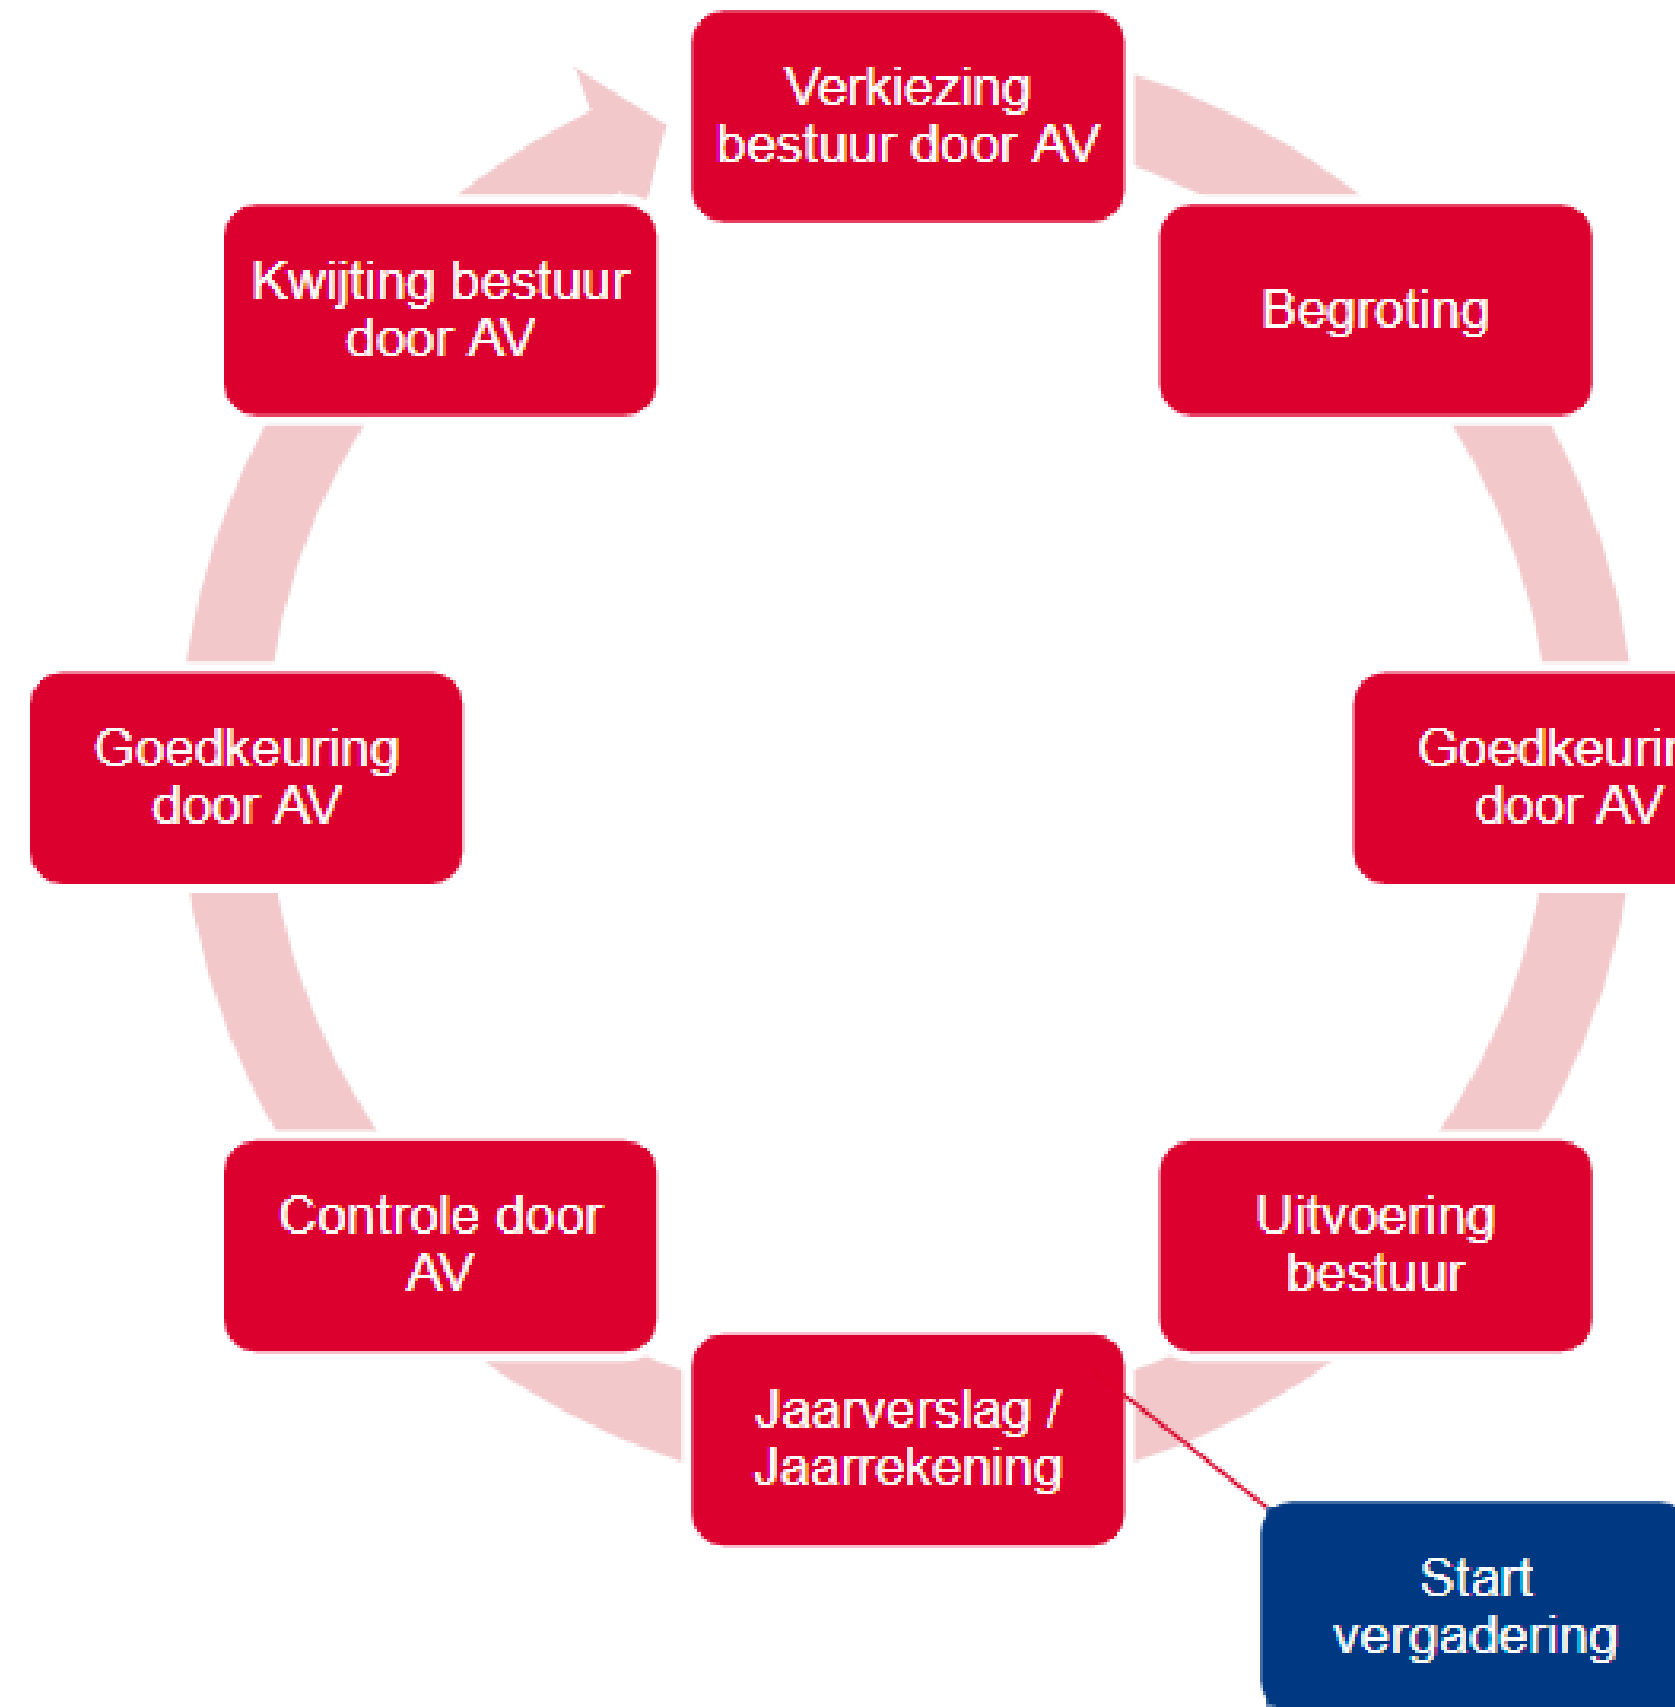 Verkiezing
bestuur door AV
Begroting
Goedkeurin
door AV
Uitvoering
bestuur
Start
vergadering
Jaarverslag /
Jaarrekening
Controle door
AV
Goedkeuring
door AV
Kwijting bestuur
door AV